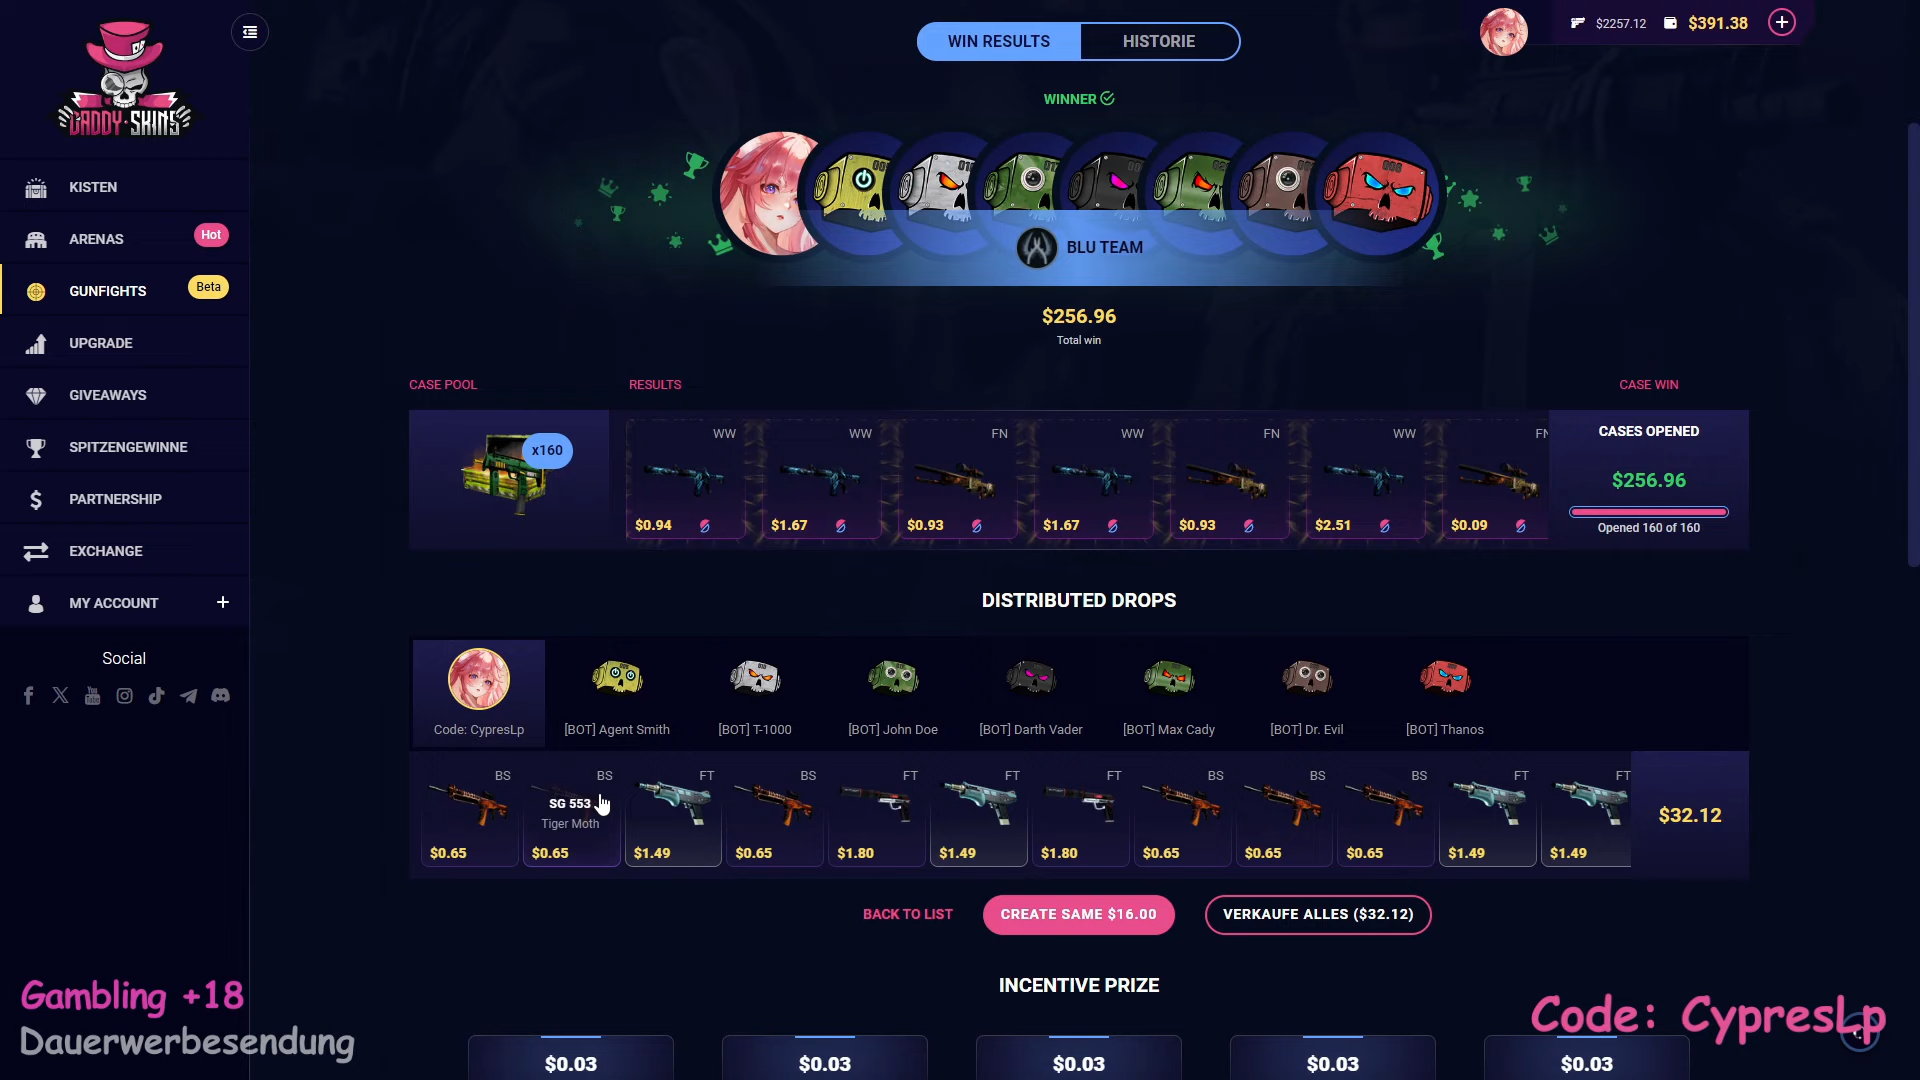 WIN RESULTS
HISTORIE
$2257.12
$391.38
DADDY SKINS
WINNER
KISTEN
ARENAS
Hot
GUNFIGHTS
Beta
UPGRADE
GIVEAWAYS
SPITZENGEWINNE
PARTNERSHIP
EXCHANGE
MY ACCOUNT
Social
BLU TEAM
$256.96
Total win
CASE POOL
RESULTS
CASE WIN
x160
WW
WW
FN
WW
FN
WW
FN
$0.94
$1.67
$0.93
$1.67
$0.93
$2.51
$0.09
CASES OPENED
$256.96
Opened 160 of 160
DISTRIBUTED DROPS
Code: CypresLp
[BOT] Agent Smith
[BOT] T-1000
[BOT] John Doe
[BOT] Darth Vader
[BOT] Max Cady
[BOT] Dr. Evil
[BOT] Thanos
BS
BS
FT
BS
FT
FT
FT
BS
BS
BS
FT
FT
SG 553
Tiger Moth
$0.65
$0.65
$1.49
$0.65
$1.80
$1.49
$1.80
$0.65
$0.65
$0.65
$1.49
$1.49
$32.12
BACK TO LIST
CREATE SAME $16.00
VERKAUFE ALLES ($32.12)
INCENTIVE PRIZE
$0.03
$0.03
$0.03
$0.03
$0.03
Gambling +18
Dauerwerbesendung
Code: CypresLp